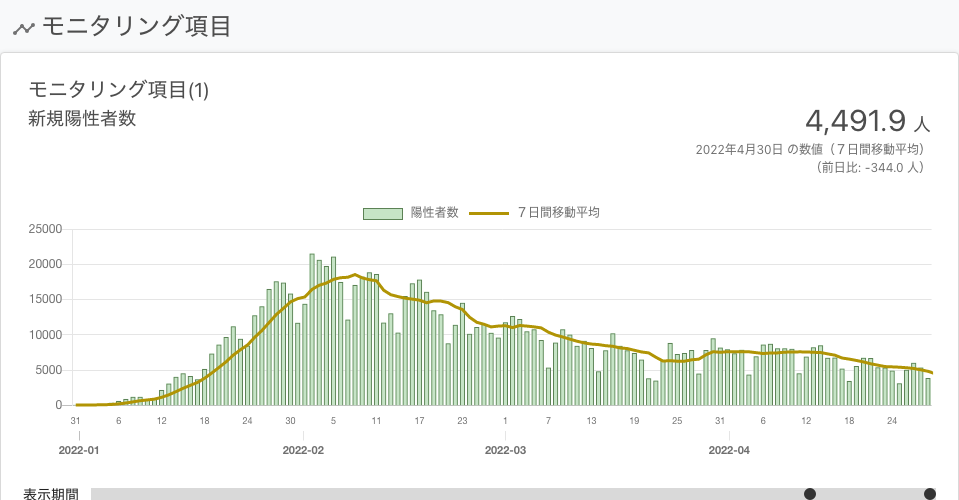 モニタリング項目
モニタリング項目(1)
新規陽性者数
4,491.9 人
2022年4月30日 の数値（７日間移動平均）
（前日比: -344.0 人）
陽性者数 ７日間移動平均
25000
20000
15000
10000
5000
0
31 6 12 18 24 30 5 11 17 23 1 7 13 19 25 31 6 12 18 24
2022-01 2022-02 2022-03 2022-04
表示期間